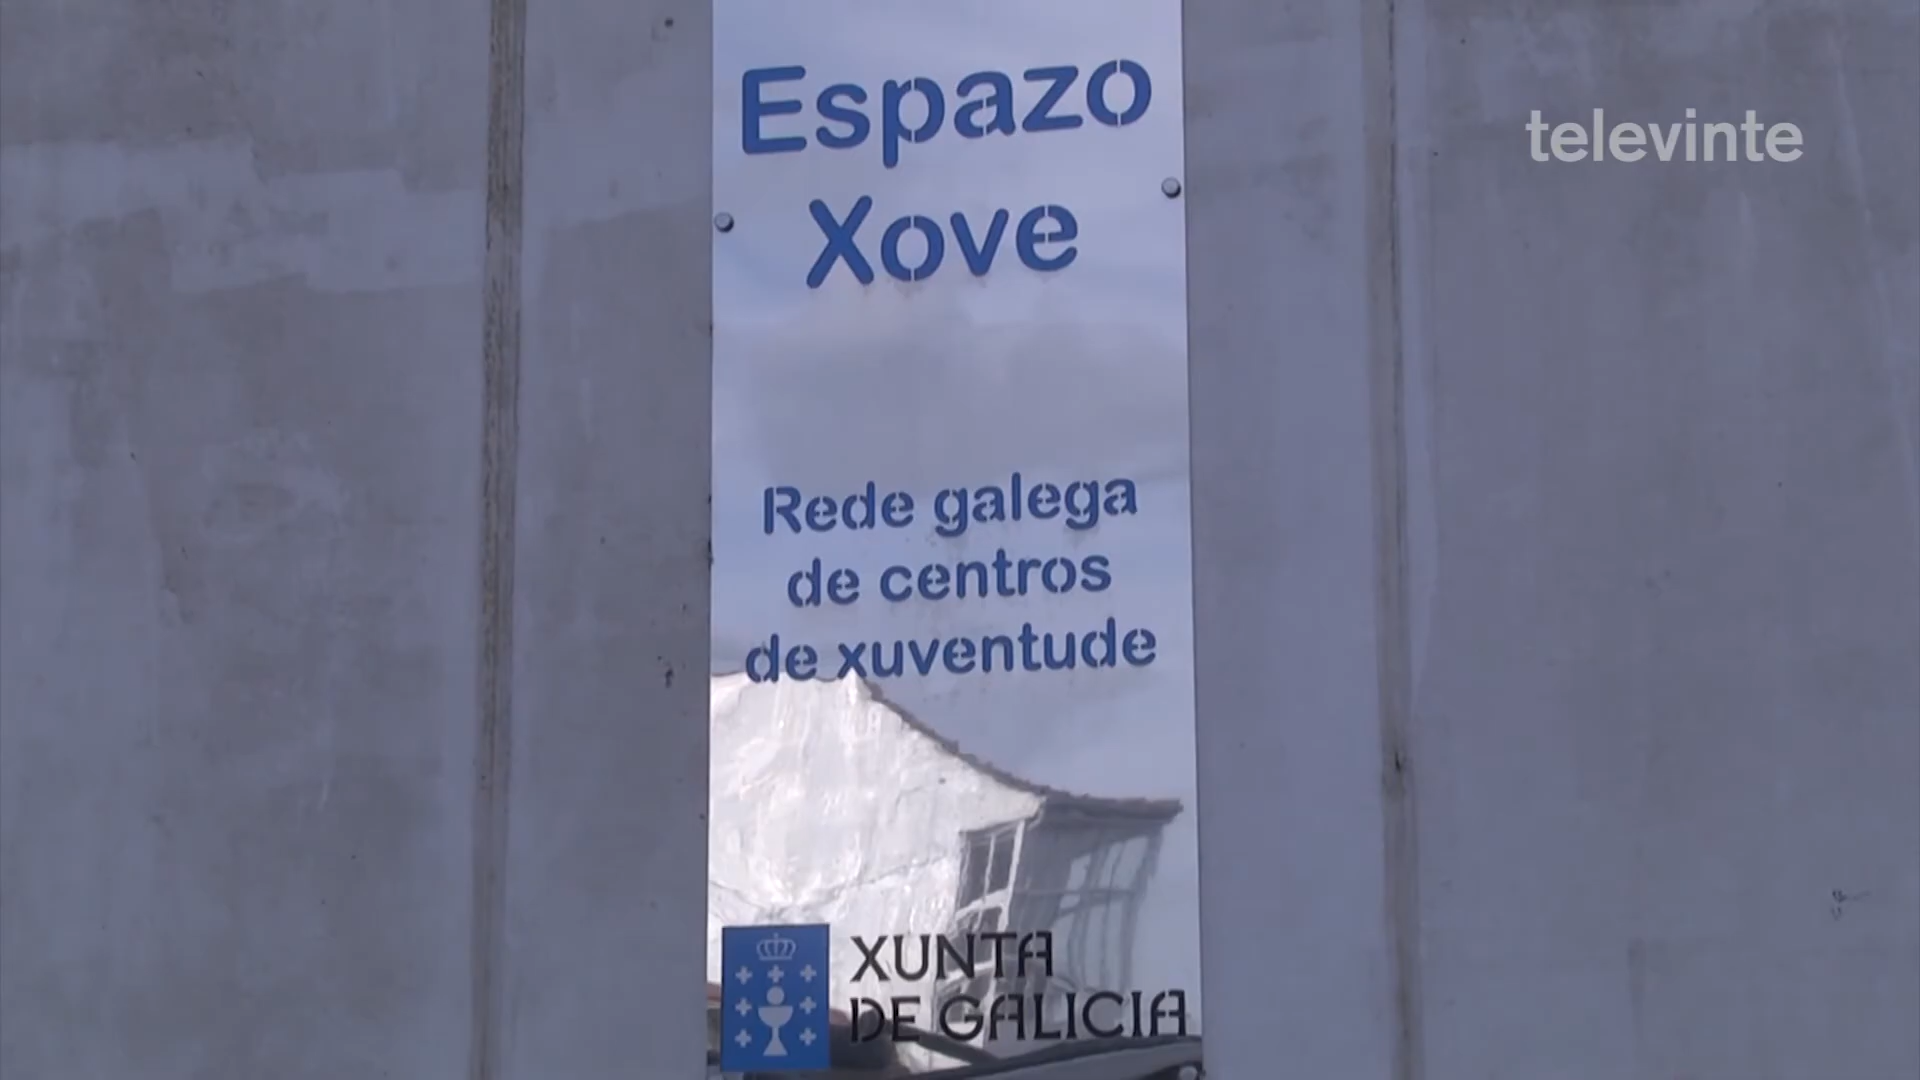 Espazo
Xove
televinte
Rede galega
de centros
de xuventude
XUNTA
DE GALICIA